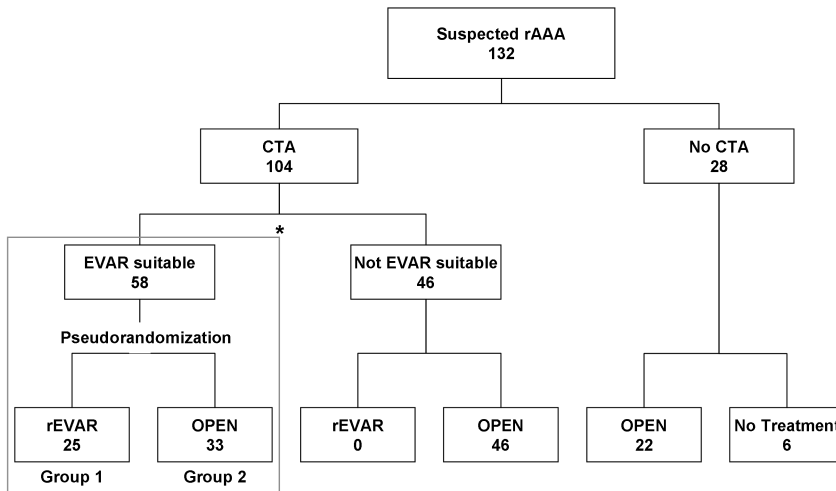 Suspected rAAA
132
CTA
104
No CTA
28
*
EVAR suitable
58
Not EVAR suitable
46
Pseudorandomization
rEVAR
25
OPEN
33
rEVAR
0
OPEN
46
OPEN
22
No Treatment
6
Group 1
Group 2